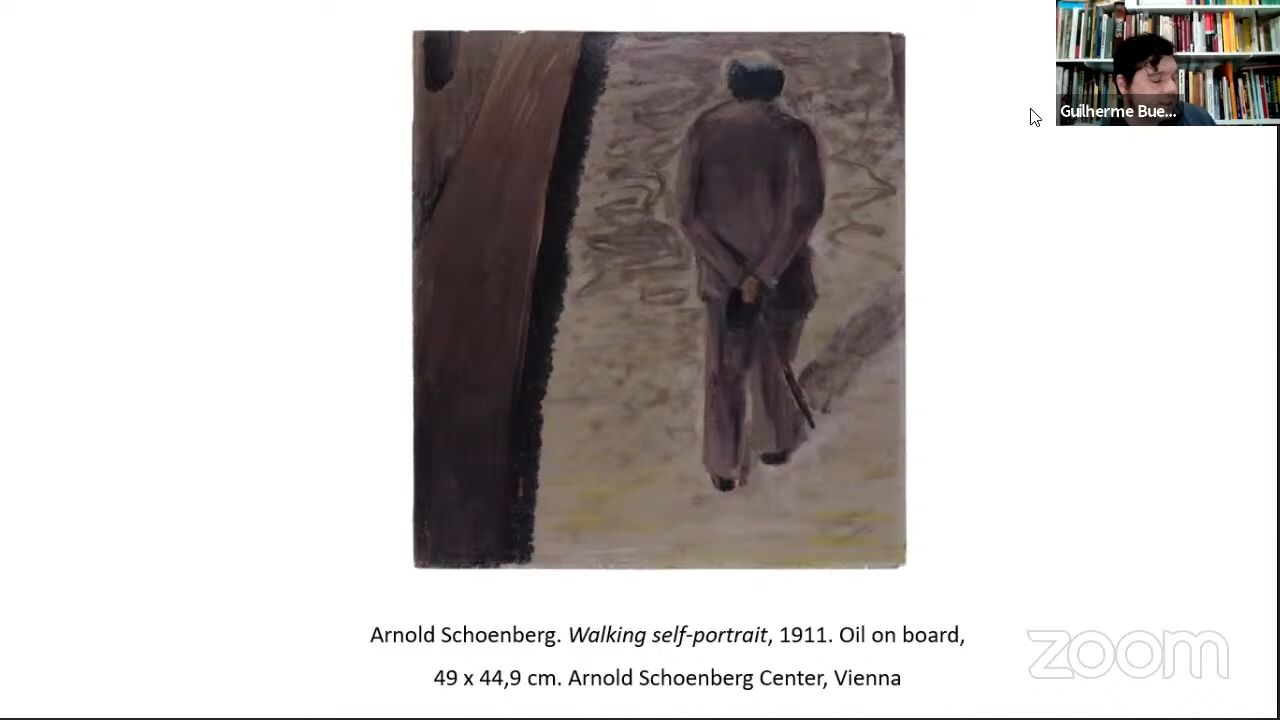 Guilherme Bue...
Arnold Schoenberg. Walking self-portrait, 1911. Oil on board,
49 x 44,9 cm. Arnold Schoenberg Center, Vienna
zoom